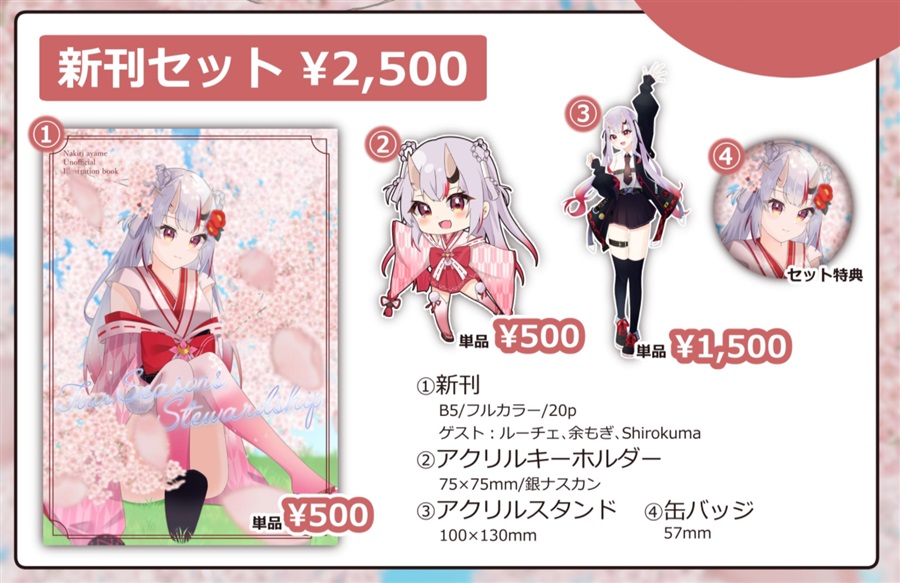 新刊セット ¥2,500
①
Nakiri ayame
Unofficial
Illustration book
Four Seasons
Stewardship
単品 ¥500
②
単品 ¥500
③
単品 ¥1,500
④
セット特典
①新刊
B5/フルカラー/20p
ゲスト：ルーチェ、余もぎ、Shirokuma
②アクリルキーホルダー
75×75mm/銀ナスカン
③アクリルスタンド ④缶バッジ
100×130mm 57mm